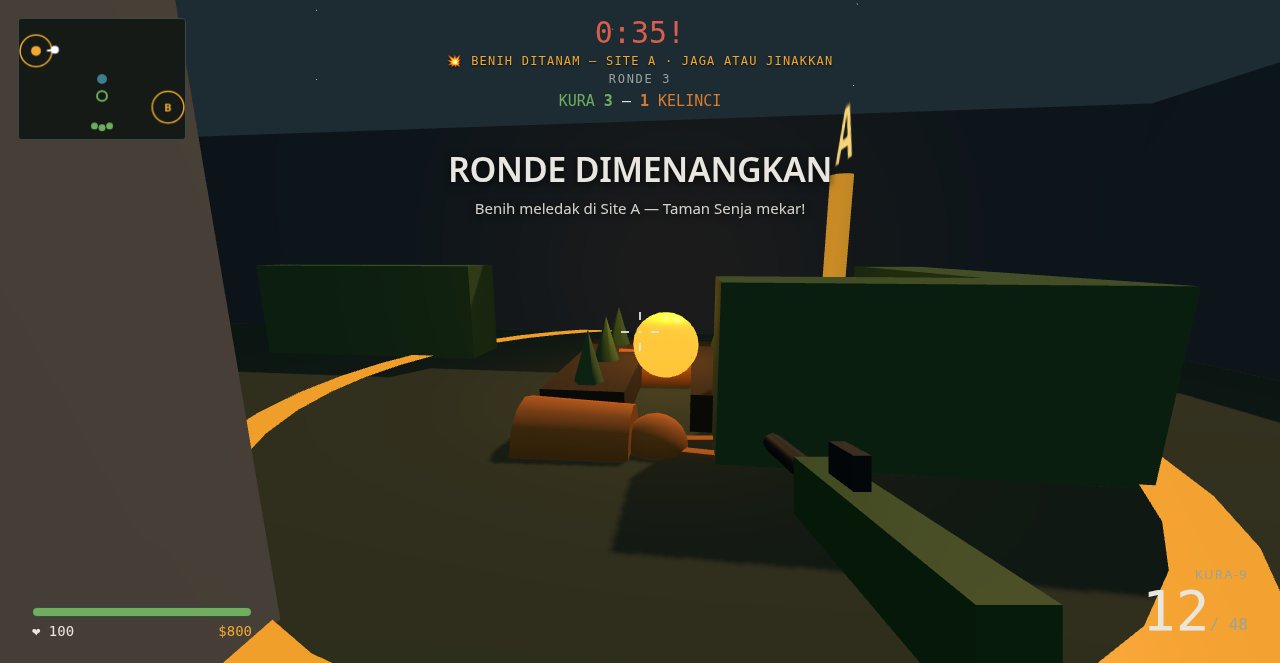 0:35!
💥 BENIH DITANAM — SITE A · JAGA ATAU JINAKKAN
RONDE 3
KURA 3 — 1 KELINCI
A
RONDE DIMENANGKAN
Benih meledak di Site A — Taman Senja mekar!
B
KURA-9
12 / 48
❤ 100 $800